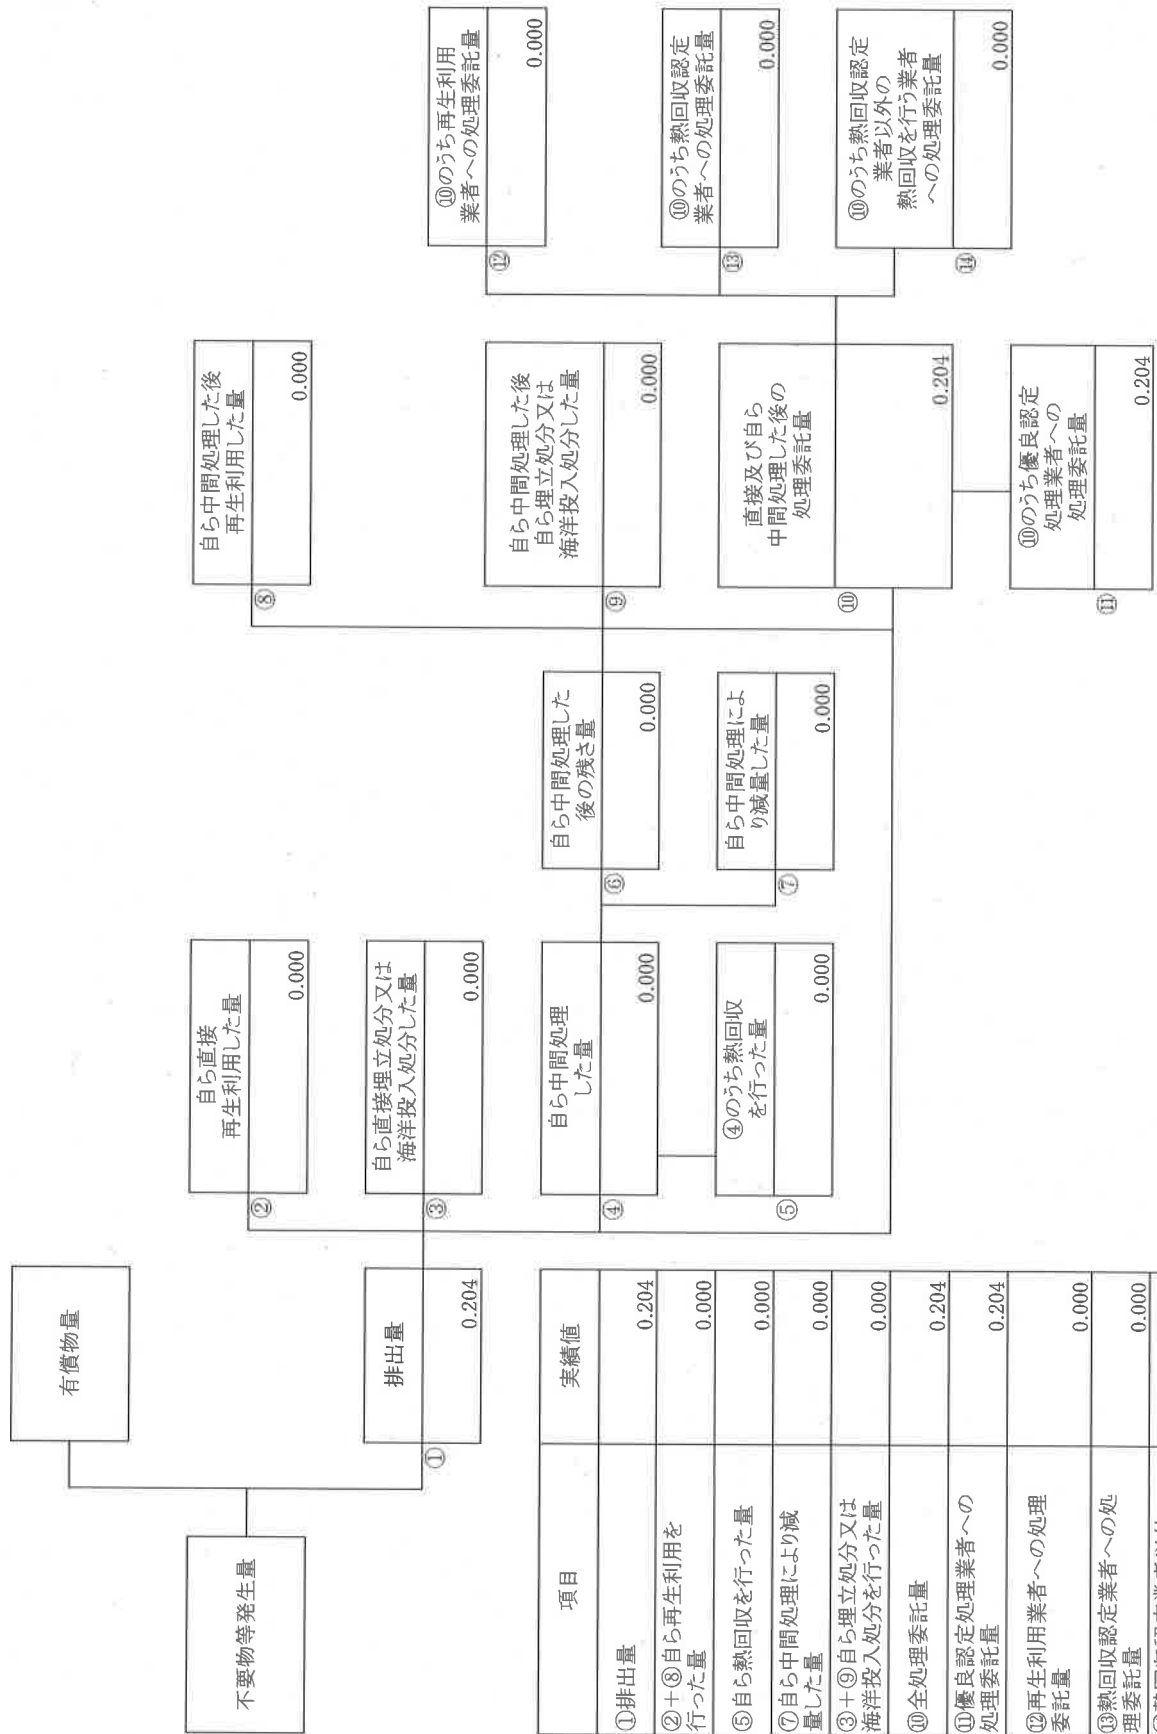 不要物等発生量
有償物量
①
排出量
0.204
②
自ら直接
再生利用した量
0.000
③
自ら直接埋立処分又は
海洋投入処分した量
0.000
④
自ら中間処理
した量
0.000
⑤
④のうち熱回収
を行った量
0.000
⑥
自ら中間処理した
後の残さ量
0.000
⑦
自ら中間処理によ
り減量した量
0.000
⑧
自ら中間処理した後
再生利用した量
0.000
⑨
自ら中間処理した後
自ら埋立処分又は
海洋投入処分した量
0.000
⑩
直接及び自ら
中間処理した後の
処理委託量
0.204
⑪
⑩のうち優良認定
処理業者への
処理委託量
0.204
⑫
⑩のうち再生利用
業者への処理委託量
0.000
⑬
⑩のうち熱回収認定
業者への処理委託量
0.000
⑭
⑩のうち熱回収認定
業者以外の
熱回収を行う業者
への処理委託量
0.000
項目 実績値
①排出量 0.204
②+⑧自ら再生利用を
行った量 0.000
⑤自ら熱回収を行った量 0.000
⑦自ら中間処理により減
量した量 0.000
③+⑨自ら埋立処分又は
海洋投入処分を行った量 0.000
⑩全処理委託量 0.204
⑪優良認定処理業者への
処理委託量 0.204
⑫再生利用業者への処理
委託量 0.000
⑬熱回収認定業者への処
理委託量 0.000